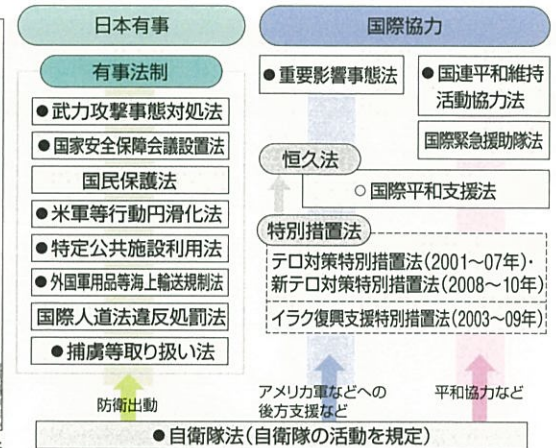 日本有事
有事法制
●武力攻撃事態対処法
●国家安全保障会議設置法
国民保護法
●米軍等行動円滑化法
●特定公共施設利用法
●外国軍用品等海上輸送規制法
国際人道法違反処罰法
●捕虜等取り扱い法
防衛出動
国際協力
●重要影響事態法
●国連平和維持
活動協力法
国際緊急援助隊法
恒久法
○国際平和支援法
特別措置法
テロ対策特別措置法(2001〜07年)・
新テロ対策特別措置法(2008〜10年)
イラク復興支援特別措置法(2003〜09年)
アメリカ軍などへの
後方支援など
平和協力など
●自衛隊法(自衛隊の活動を規定)